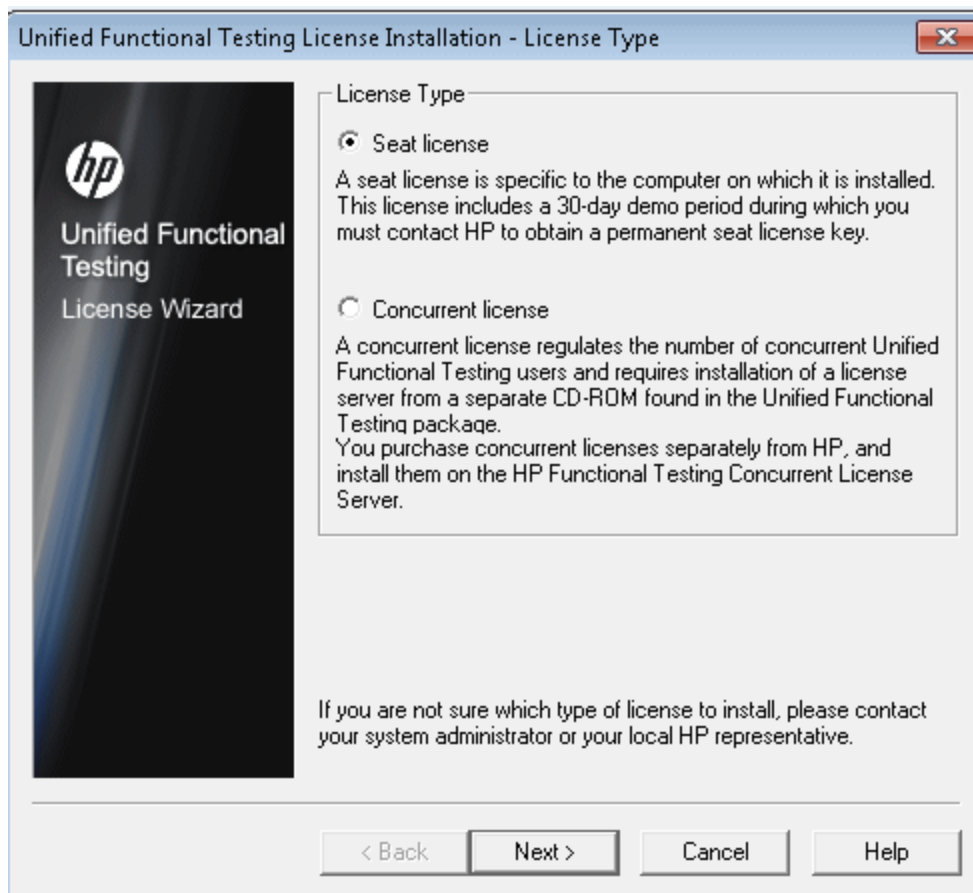 Unified Functional Testing License Installation - License Type
hp
Unified Functional
Testing
License Wizard
License Type
Seat license
A seat license is specific to the computer on which it is installed.
This license includes a 30-day demo period during which you
must contact HP to obtain a permanent seat license key.
Concurrent license
A concurrent license regulates the number of concurrent Unified
Functional Testing users and requires installation of a license
server from a separate CD-ROM found in the Unified Functional
Testing package.
You purchase concurrent licenses separately from HP, and
install them on the HP Functional Testing Concurrent License
Server.
If you are not sure which type of license to install, please contact
your system administrator or your local HP representative.
< Back
Next >
Cancel
Help